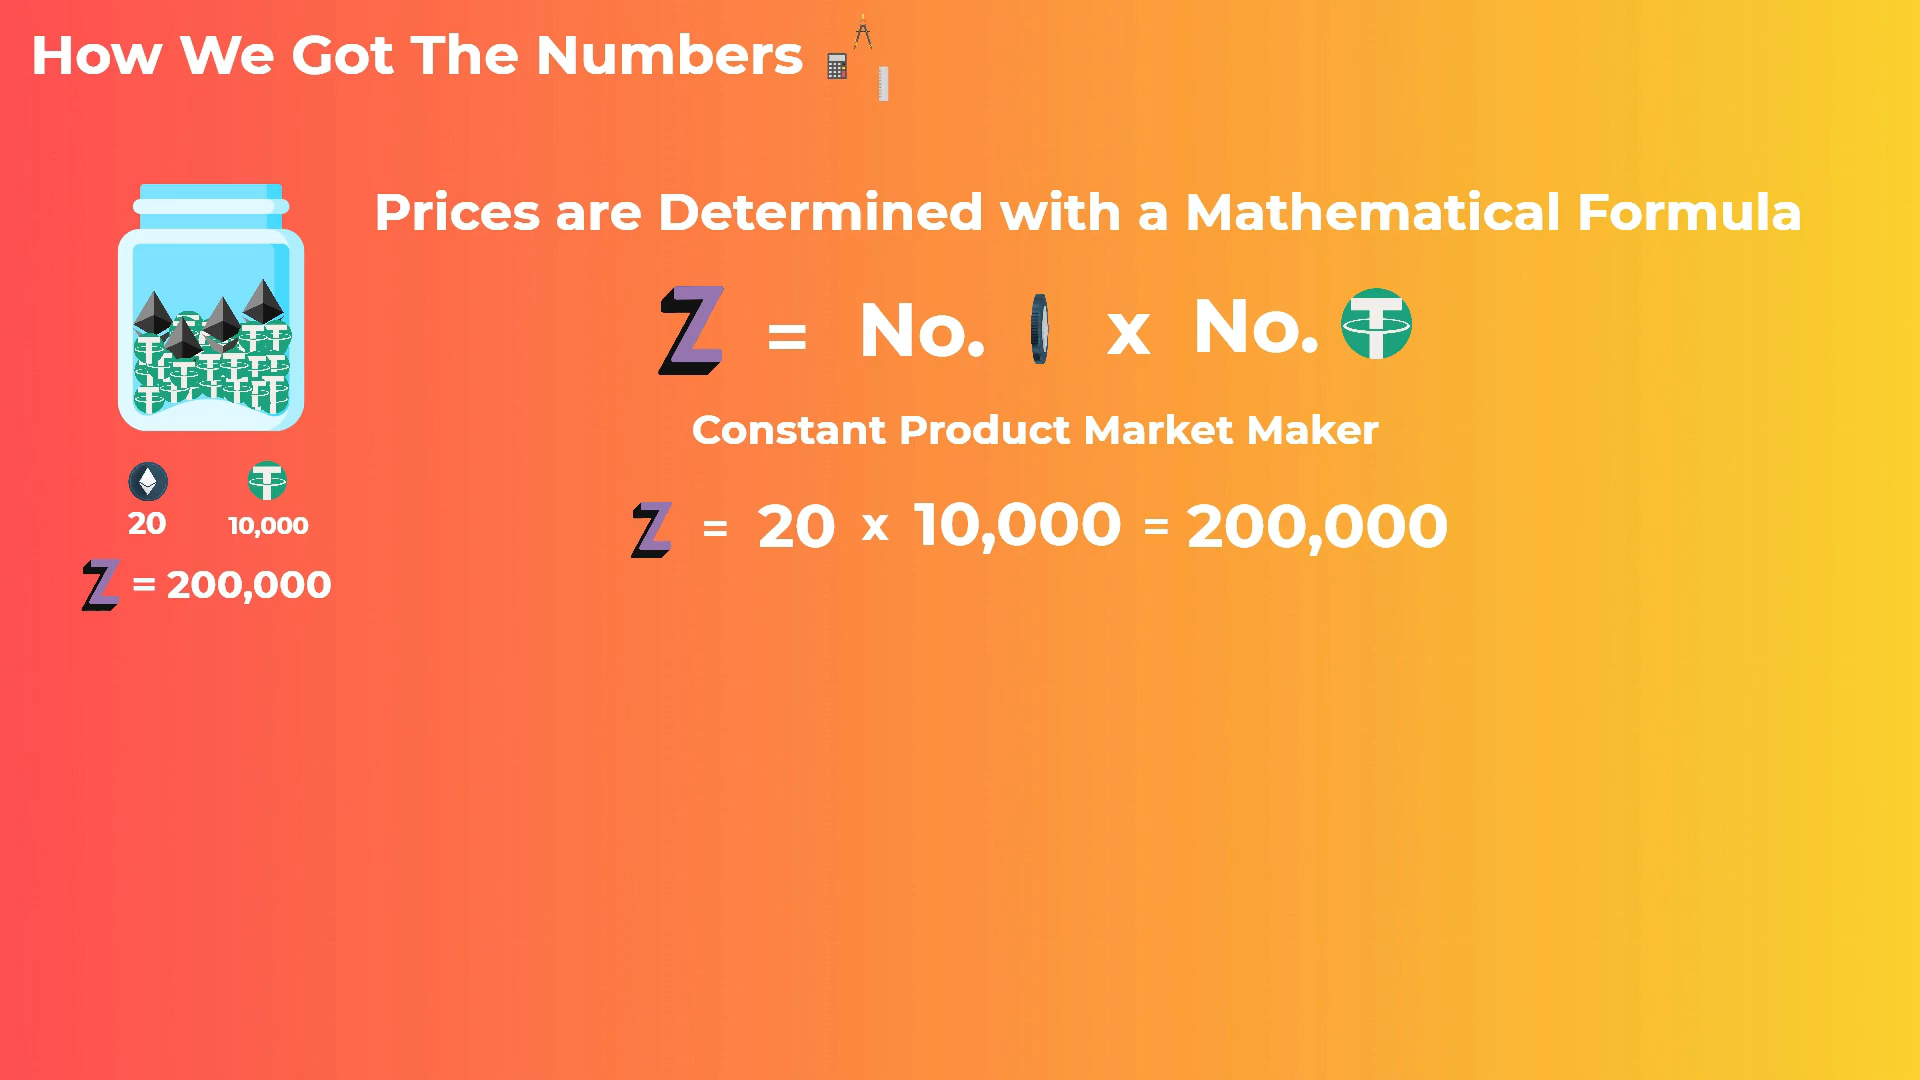 How We Got The Numbers
Prices are Determined with a Mathematical Formula
Z = No. x No.
Constant Product Market Maker
Z = 20 x 10,000 = 200,000
20 10,000
Z = 200,000